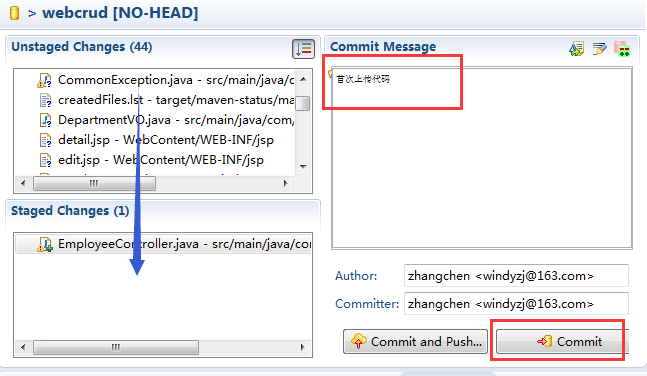 > webcrud [NO-HEAD]
Unstaged Changes (44)
CommonException.java - src/main/java/c
createdFiles.lst - target/maven-status/ma
DepartmentVO.java - src/main/java/com/
detail.jsp - WebContent/WEB-INF/jsp
edit.jsp - WebContent/WEB-INF/jsp
Staged Changes (1)
EmployeeController.java - src/main/java/con
Commit Message
首次上传代码
Author: zhangchen <windyzj@163.com>
Committer: zhangchen <windyzj@163.com>
Commit and Push...
Commit